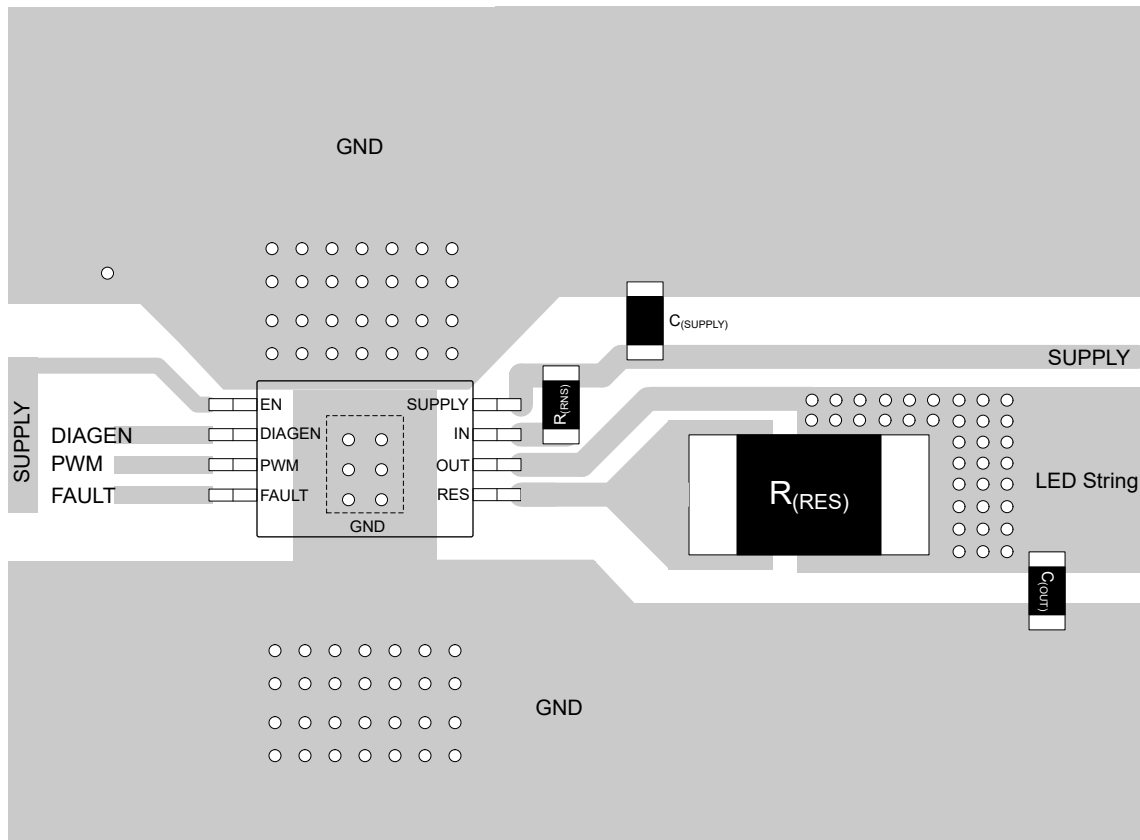 GND
C(SUPPLY)
SUPPLY
R(RNS)
EN
SUPPLY
DIAGEN
DIAGEN
IN
PWM
PWM
OUT
FAULT
FAULT
RES
SUPPLY
GND
R(RES)
LED String
C(OUT)
GND